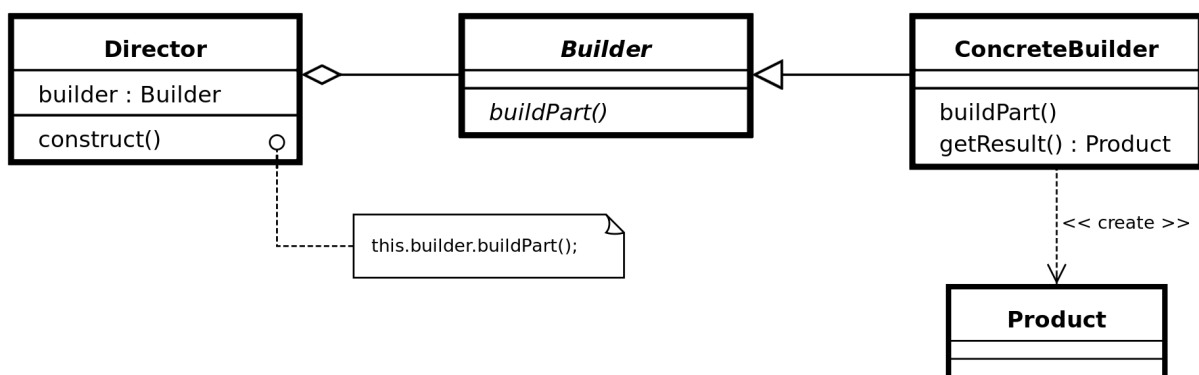 Director
builder : Builder
construct()
this.builder.buildPart();
Builder
buildPart()
ConcreteBuilder
buildPart()
getResult() : Product
<< create >>
Product